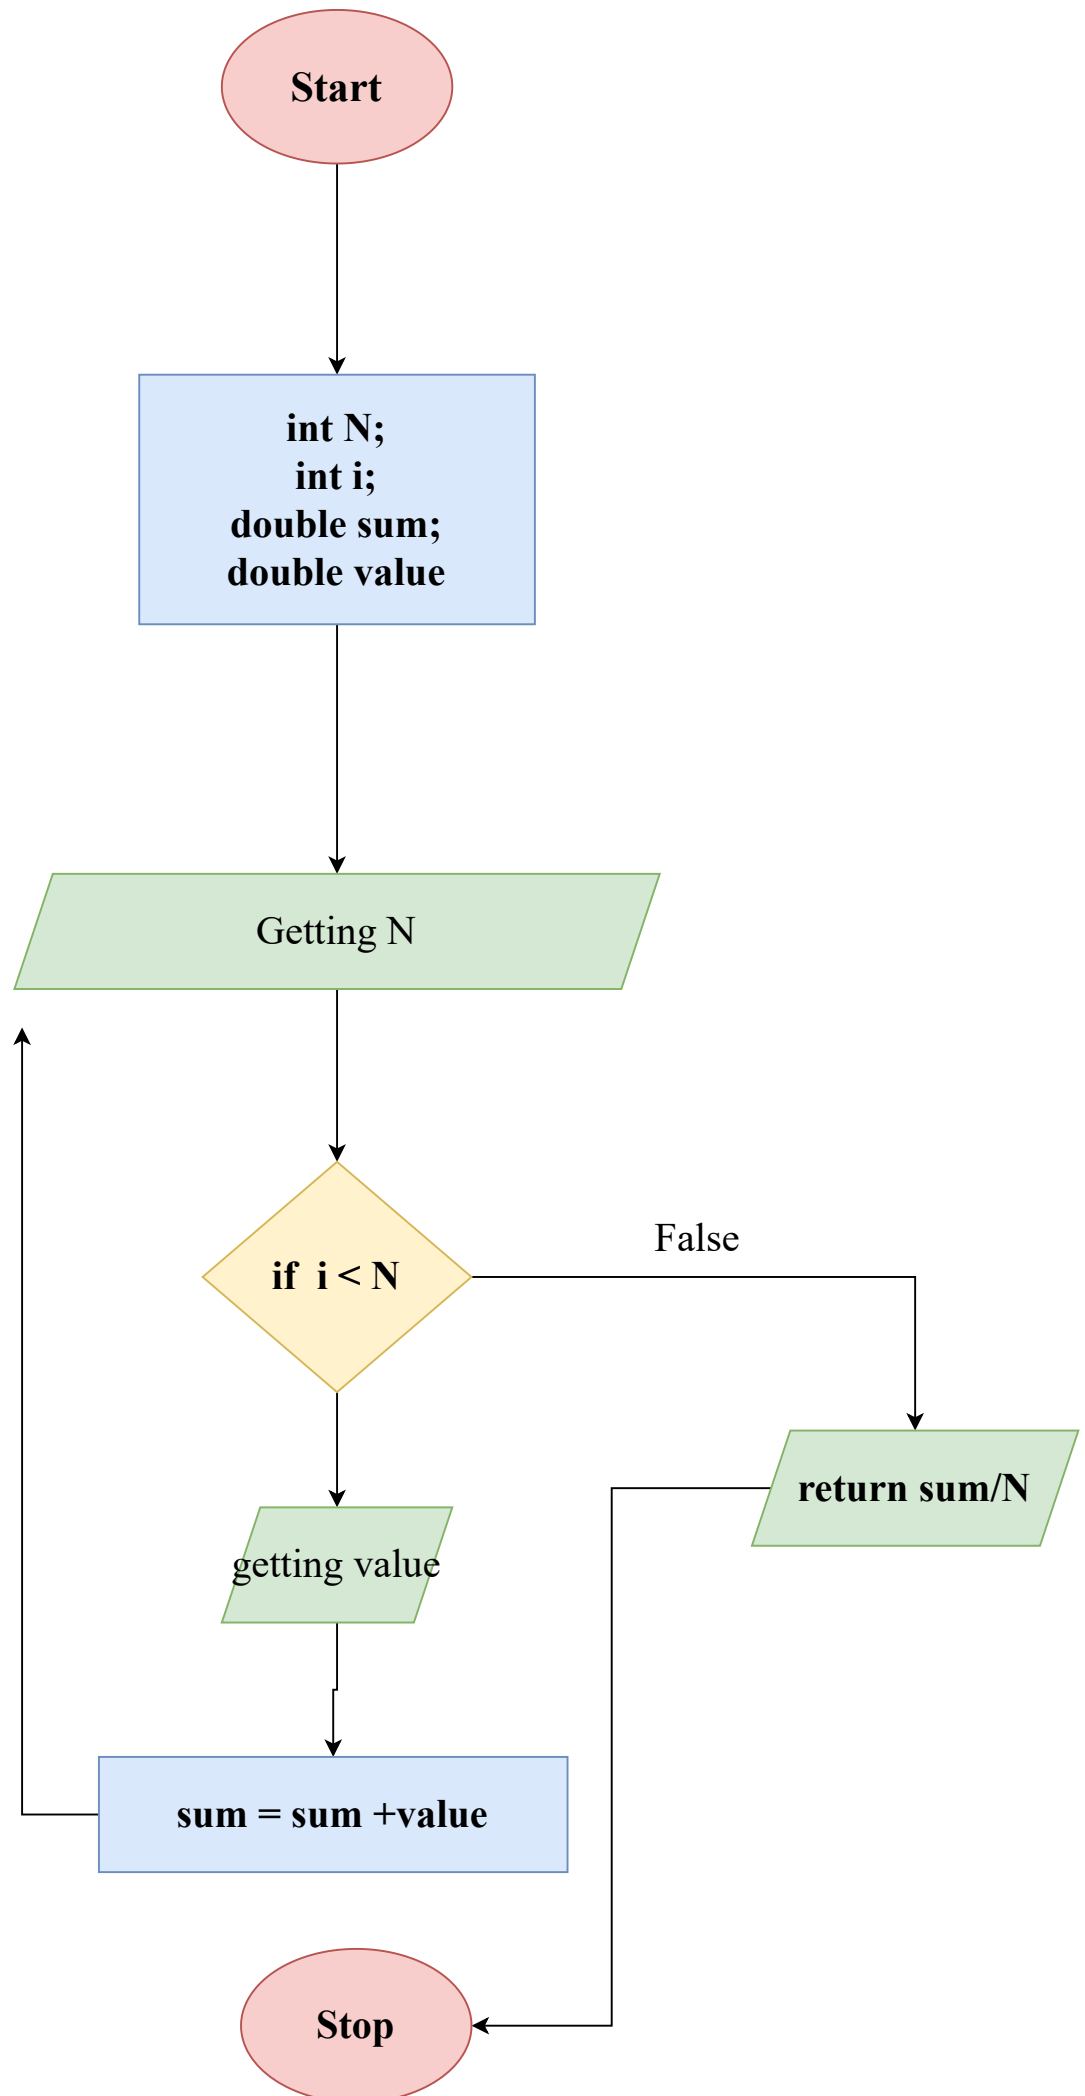 Start
int N;
int i;
double sum;
double value
Getting N
if  i < N
False
return sum/N
getting value
sum = sum +value
Stop